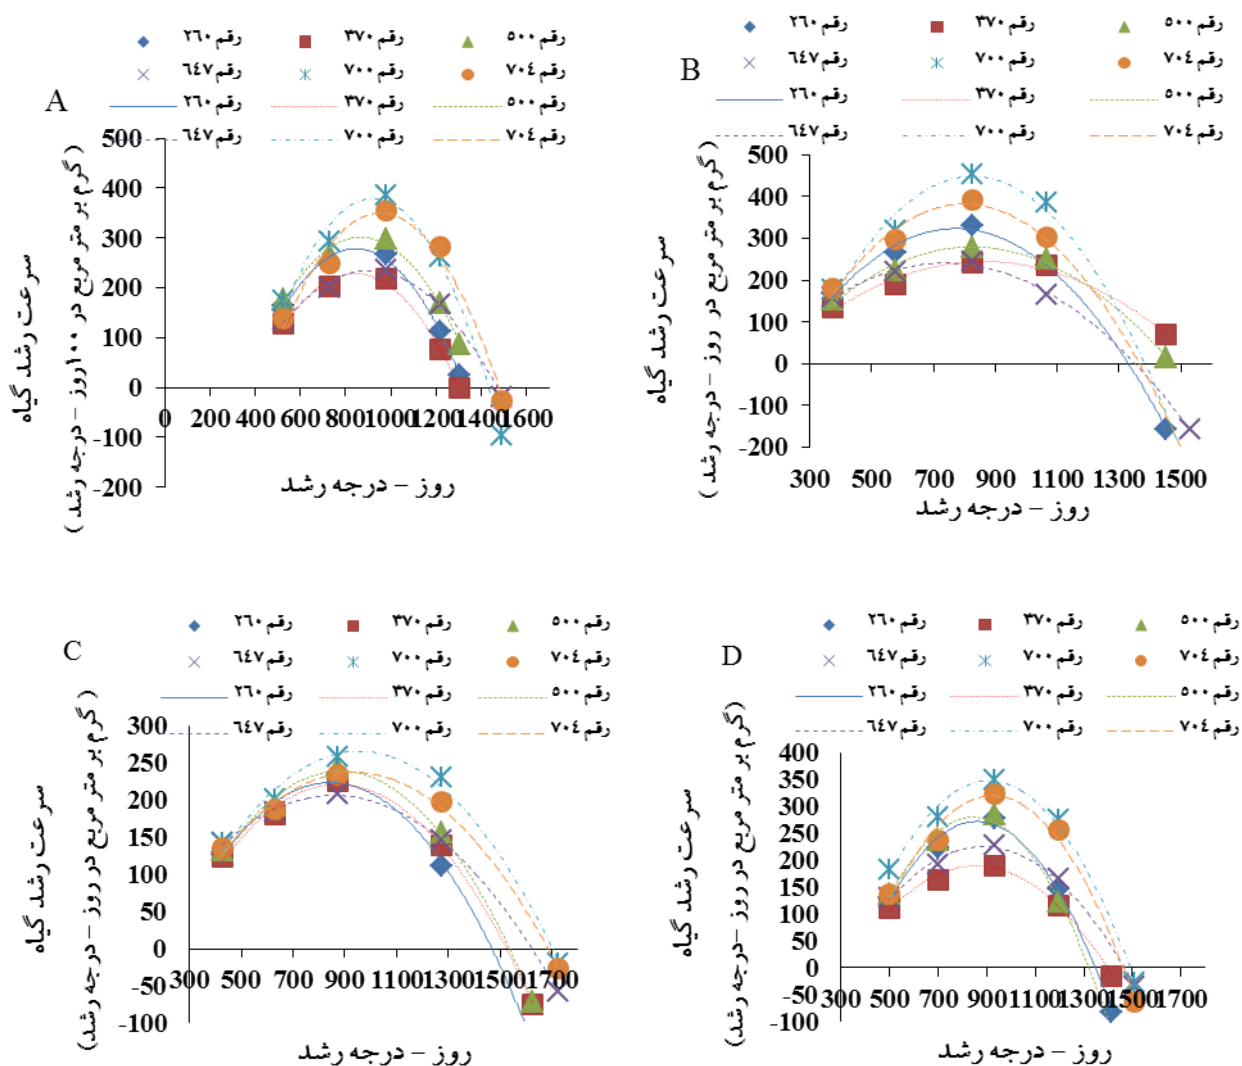 A
رقم ۲٦۰ رقم ۳۷۰ رقم ٥۰۰
رقم ٦٤۷ رقم ۷۰۰ رقم ۷۰٤
رقم ۲٦۰ رقم ۳۷۰ رقم ٥۰۰
رقم ٦٤۷ رقم ۷۰۰ رقم ۷۰٤
سرعت رشد گیاه
( گرم بر متر مربع در ۱۰۰روز – درجه رشد )
500
400
300
200
100
0
-100
-200
0 200 400 600 800 1000 1200 1400 1600
روز – درجه رشد
B
رقم ۲٦۰ رقم ۳۷۰ رقم ٥۰۰
رقم ٦٤۷ رقم ۷۰۰ رقم ۷۰٤
رقم ۲٦۰ رقم ۳۷۰ رقم ٥۰۰
رقم ٦٤۷ رقم ۷۰۰ رقم ۷۰٤
سرعت رشد گیاه
( گرم بر متر مربع در روز – درجه رشد )
500
400
300
200
100
0
-100
-200
300 500 700 900 1100 1300 1500
روز – درجه رشد
C
رقم ۲٦۰ رقم ۳۷۰ رقم ٥۰۰
رقم ٦٤۷ رقم ۷۰۰ رقم ۷۰٤
رقم ۲٦۰ رقم ۳۷۰ رقم ٥۰۰
رقم ٦٤۷ رقم ۷۰۰ رقم ۷۰٤
سرعت رشد گیاه
( گرم بر متر مربع در روز – درجه رشد)
300
250
200
150
100
50
0
-50
-100
300 500 700 900 1100 1300 1500 1700
روز – درجه رشد
D
رقم ۲٦۰ رقم ۳۷۰ رقم ٥۰۰
رقم ٦٤۷ رقم ۷۰۰ رقم ۷۰٤
رقم ۲٦۰ رقم ۳۷۰ رقم ٥۰۰
رقم ٦٤۷ رقم ۷۰۰ رقم ۷۰٤
سرعت رشد گیاه
(گرم بر متر مربع در روز –درجه رشد)
400
350
300
250
200
150
100
50
0
-50
-100
300 500 700 900 1100 1300 1500 1700
روز – درجه رشد